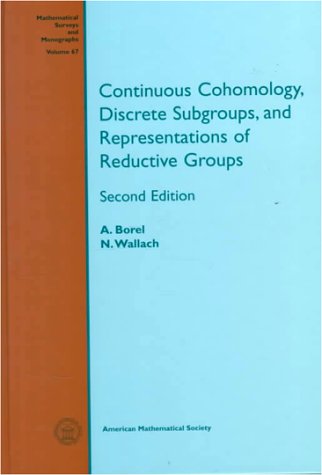 Mathematical
Surveys
and
Monographs
Volume 67
Continuous Cohomology,
Discrete Subgroups, and
Representations of
Reductive Groups
Second Edition
A. Borel
N. Wallach
American Mathematical Society